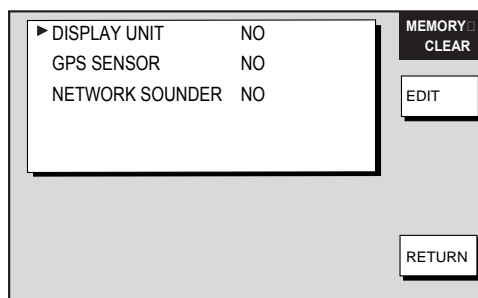 ▶ DISPLAY UNIT NO
GPS SENSOR NO
NETWORK SOUNDER NO
MEMORY
CLEAR
EDIT
RETURN